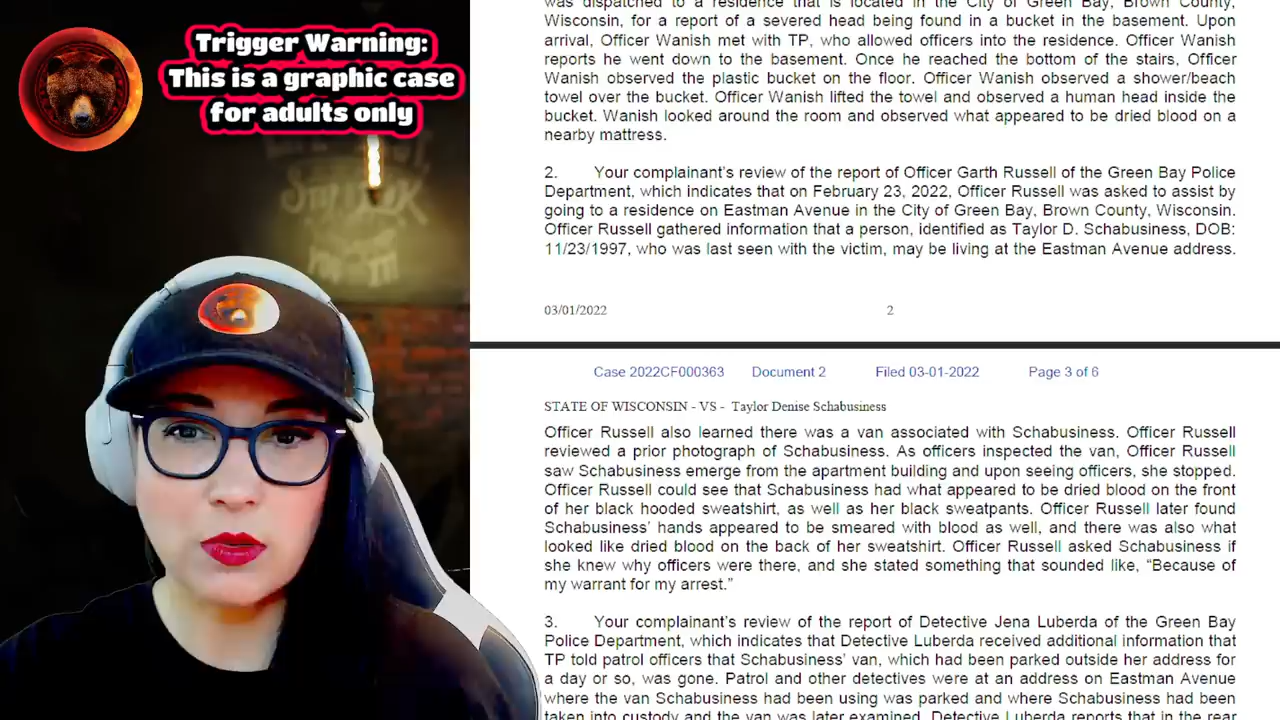 Trigger Warning:
This is a graphic case
for adults only
was dispatched to a residence that is located in the City of Green Bay, Brown County,
Wisconsin, for a report of a severed head being found in a bucket in the basement. Upon
arrival, Officer Wanish met with TP, who allowed officers into the residence. Officer Wanish
reports he went down to the basement. Once he reached the bottom of the stairs, Officer
Wanish observed the plastic bucket on the floor. Officer Wanish observed a shower/beach
towel over the bucket. Officer Wanish lifted the towel and observed a human head inside the
bucket. Wanish looked around the room and observed what appeared to be dried blood on a
nearby mattress.
2. Your complainant's review of the report of Officer Garth Russell of the Green Bay Police
Department, which indicates that on February 23, 2022, Officer Russell was asked to assist by
going to a residence on Eastman Avenue in the City of Green Bay, Brown County, Wisconsin.
Officer Russell gathered information that a person, identified as Taylor D. Schabusiness, DOB:
11/23/1997, who was last seen with the victim, may be living at the Eastman Avenue address.
03/01/2022 2
Case 2022CF000363 Document 2 Filed 03-01-2022 Page 3 of 6
STATE OF WISCONSIN - VS - Taylor Denise Schabusiness
Officer Russell also learned there was a van associated with Schabusiness. Officer Russell
reviewed a prior photograph of Schabusiness. As officers inspected the van, Officer Russell
saw Schabusiness emerge from the apartment building and upon seeing officers, she stopped.
Officer Russell could see that Schabusiness had what appeared to be dried blood on the front
of her black hooded sweatshirt, as well as her black sweatpants. Officer Russell later found
Schabusiness' hands appeared to be smeared with blood as well, and there was also what
looked like dried blood on the back of her sweatshirt. Officer Russell asked Schabusiness if
she knew why officers were there, and she stated something that sounded like, "Because of
my warrant for my arrest."
3. Your complainant's review of the report of Detective Jena Luberda of the Green Bay
Police Department, which indicates that Detective Luberda received additional information that
TP told patrol officers that Schabusiness' van, which had been parked outside her address for
a day or so, was gone. Patrol and other detectives were at an address on Eastman Avenue
where the van Schabusiness had been using was parked and where Schabusiness had been
taken into custody and the van was later examined. Detective Luberda reports that in the rear